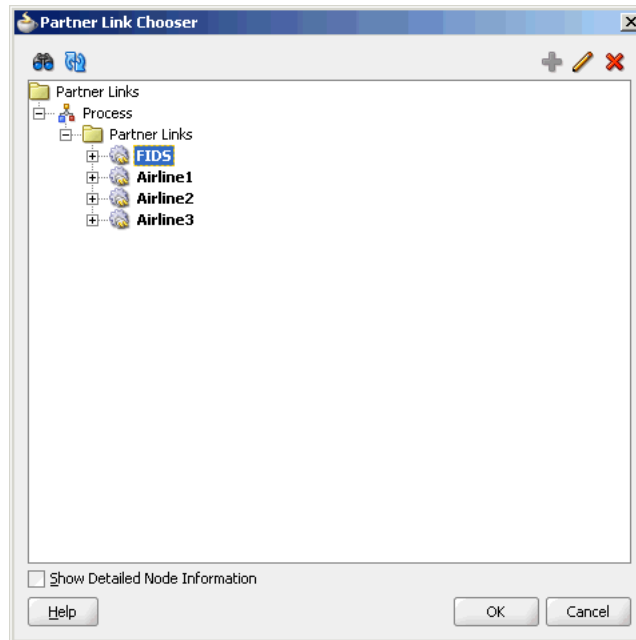 Partner Link Chooser
Partner Links
Process
Partner Links
FIDS
Airline1
Airline2
Airline3
Show Detailed Node Information
Help
OK
Cancel